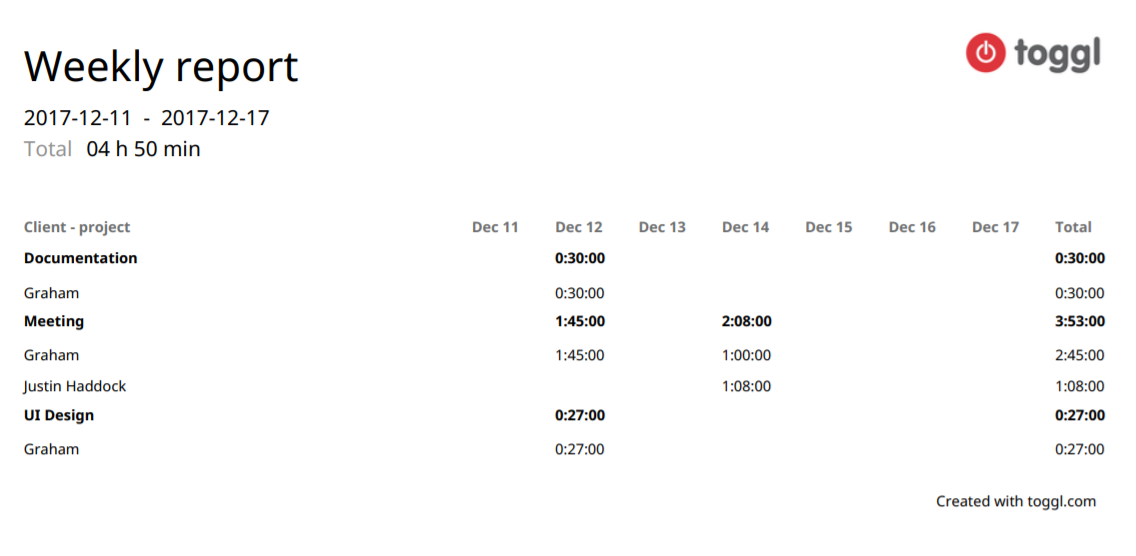 Weekly report
toggl
2017-12-11 - 2017-12-17
Total 04 h 50 min
Client - project Dec 11 Dec 12 Dec 13 Dec 14 Dec 15 Dec 16 Dec 17 Total
Documentation 0:30:00 0:30:00
Graham 0:30:00 0:30:00
Meeting 1:45:00 2:08:00 3:53:00
Graham 1:45:00 1:00:00 2:45:00
Justin Haddock 1:08:00 1:08:00
UI Design 0:27:00 0:27:00
Graham 0:27:00 0:27:00
Created with toggl.com